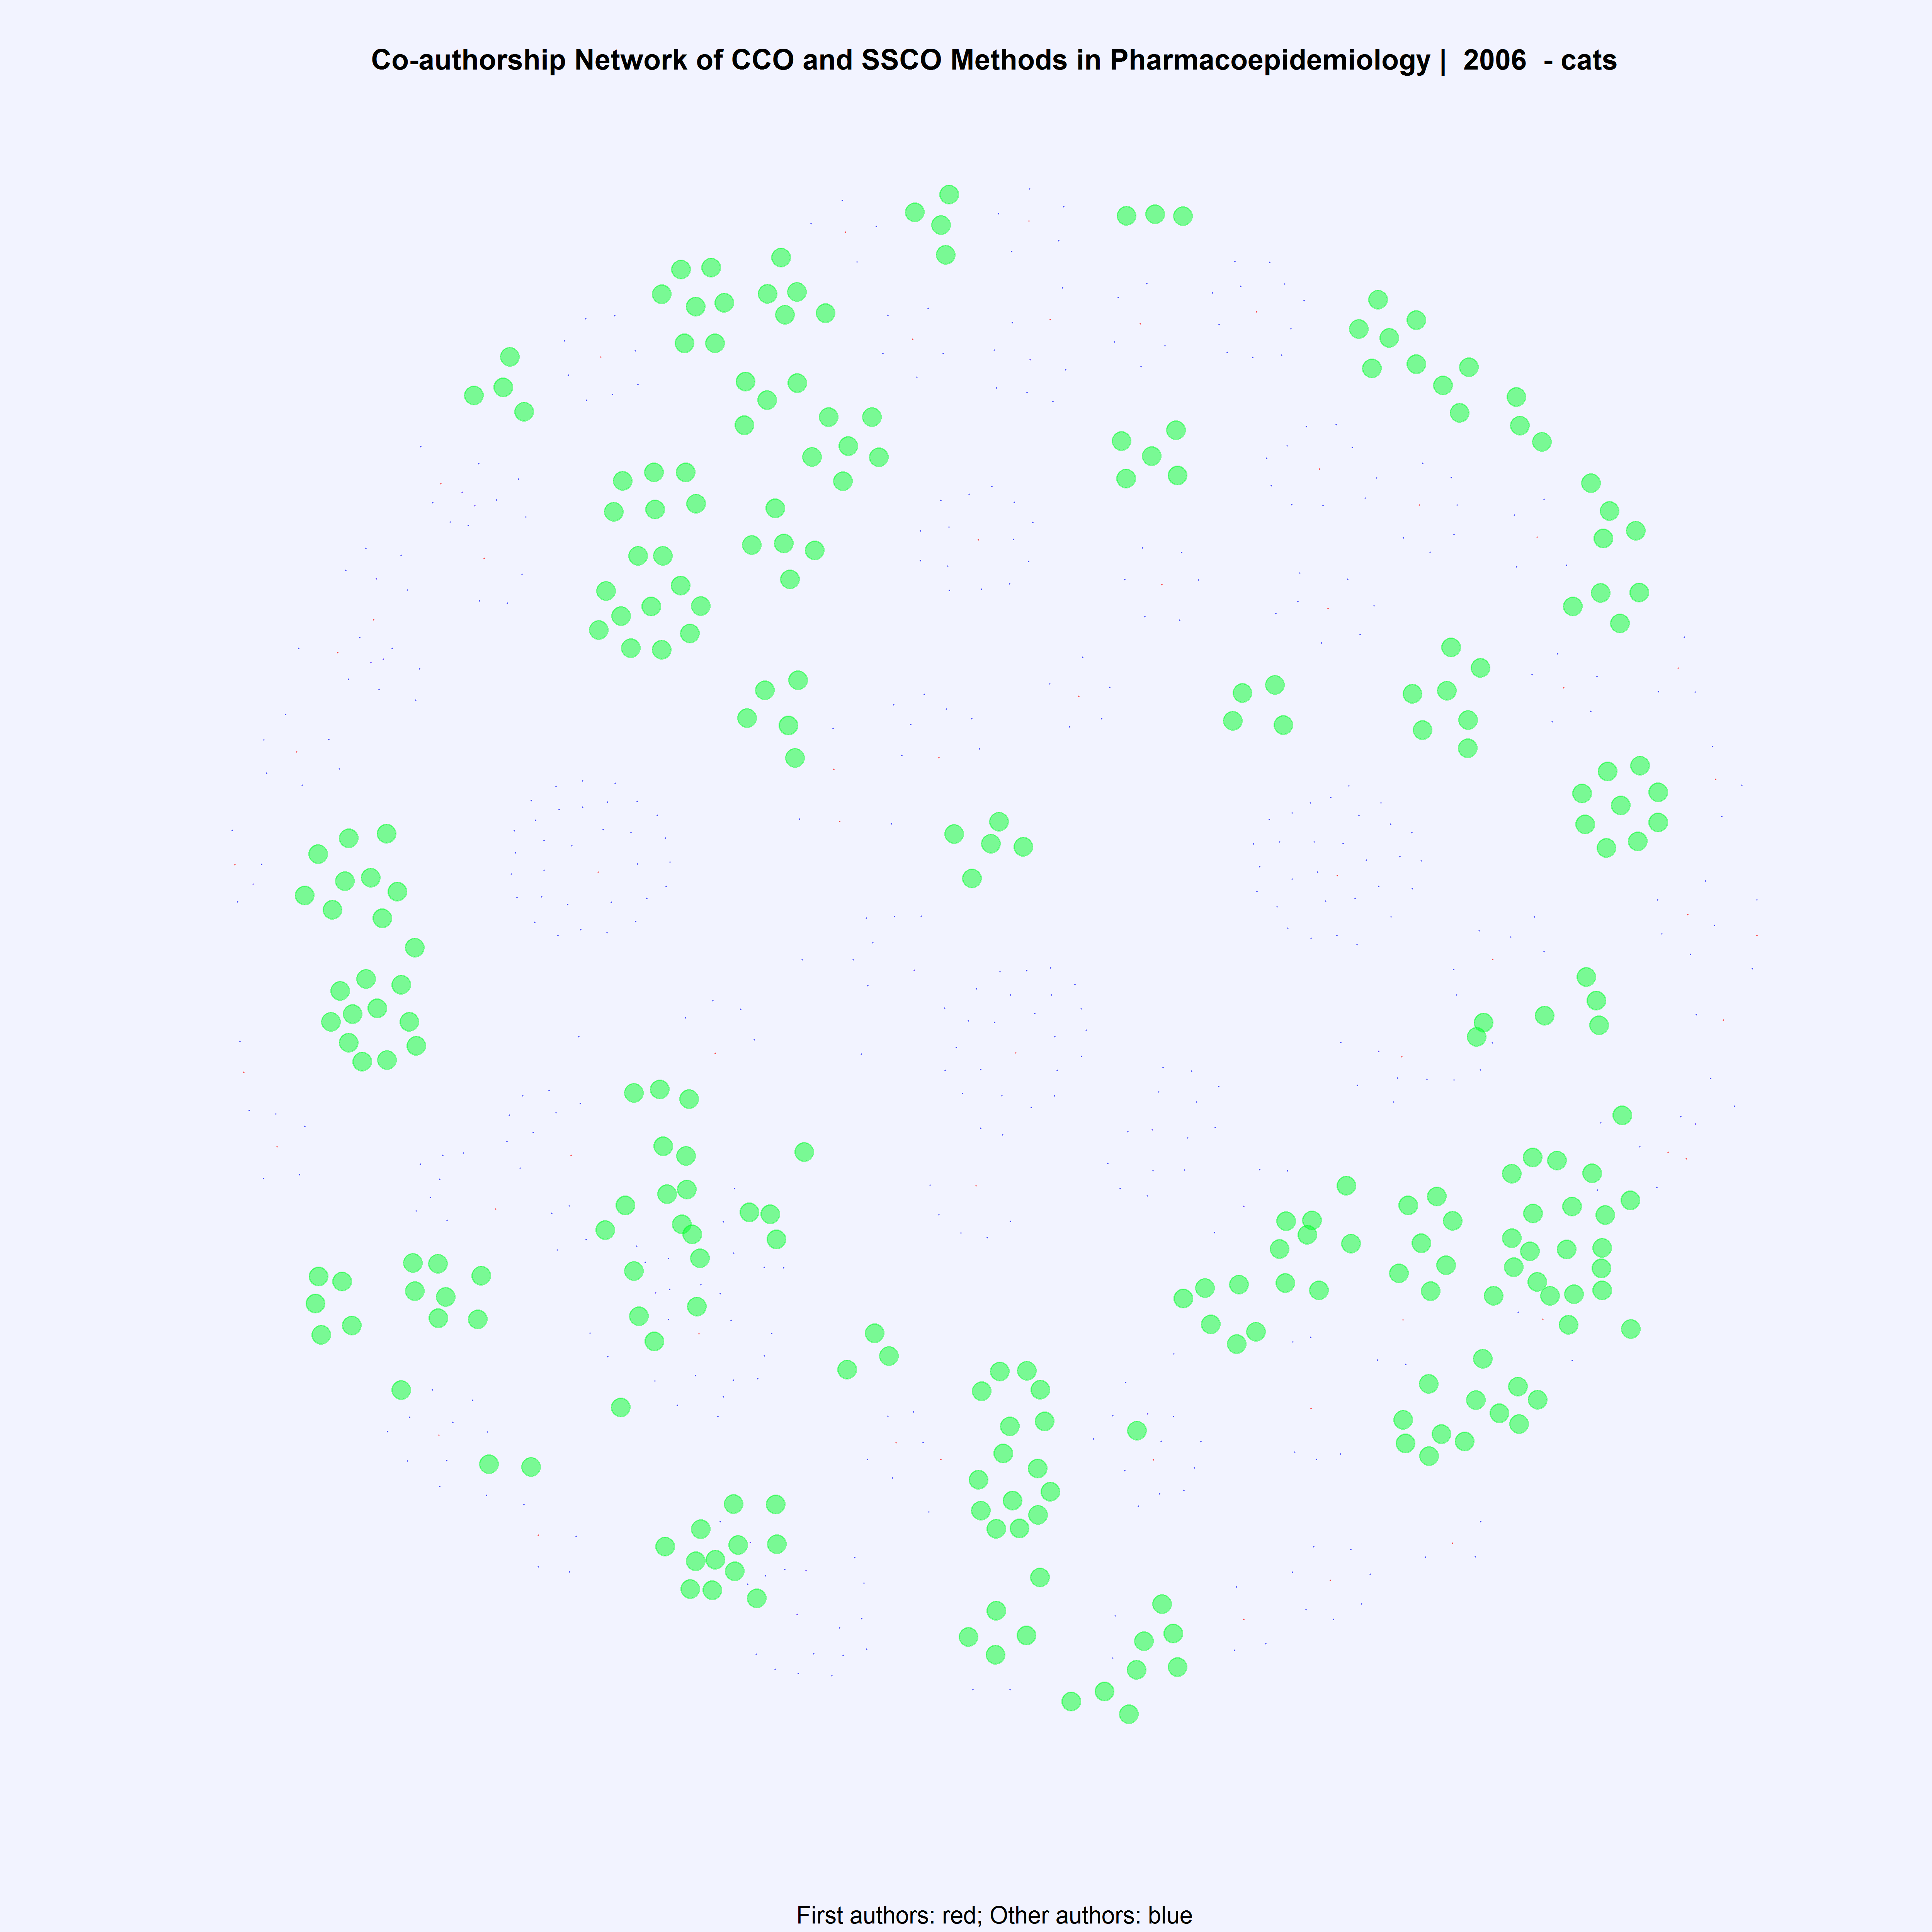 Co-authorship Network of CCO and SSCO Methods in Pharmacoepidemiology |  2006  - cats
First authors: red; Other authors: blue